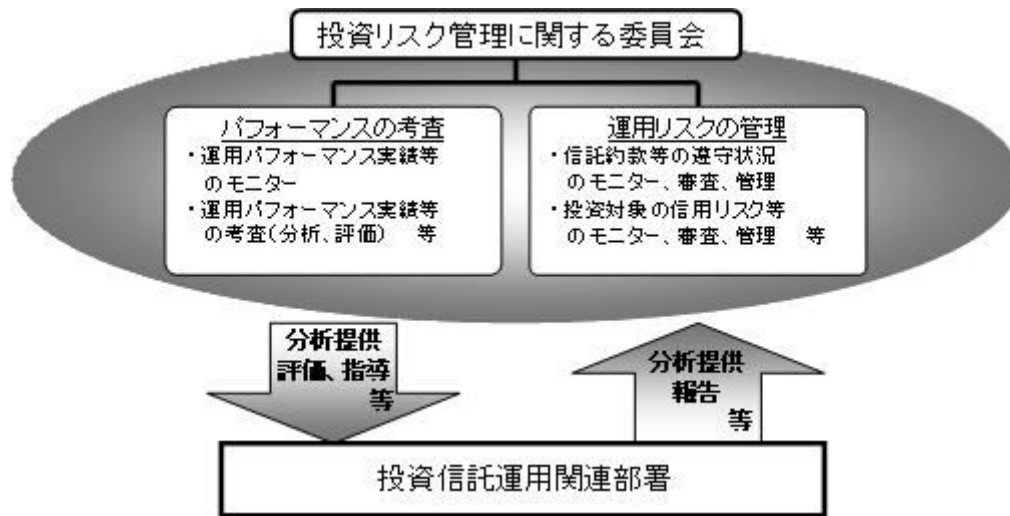 投資リスク管理に関する委員会
パフォーマンスの考査
・運用パフォーマンス実績等
のモニター
・運用パフォーマンス実績等
の考査(分析、評価) 等
運用リスクの管理
・信託約款等の遵守状況
のモニター、審査、管理
・投資対象の信用リスク等
のモニター、審査、管理 等
分析提供
評価、指導
等
分析提供
報告
等
投資信託運用関連部署